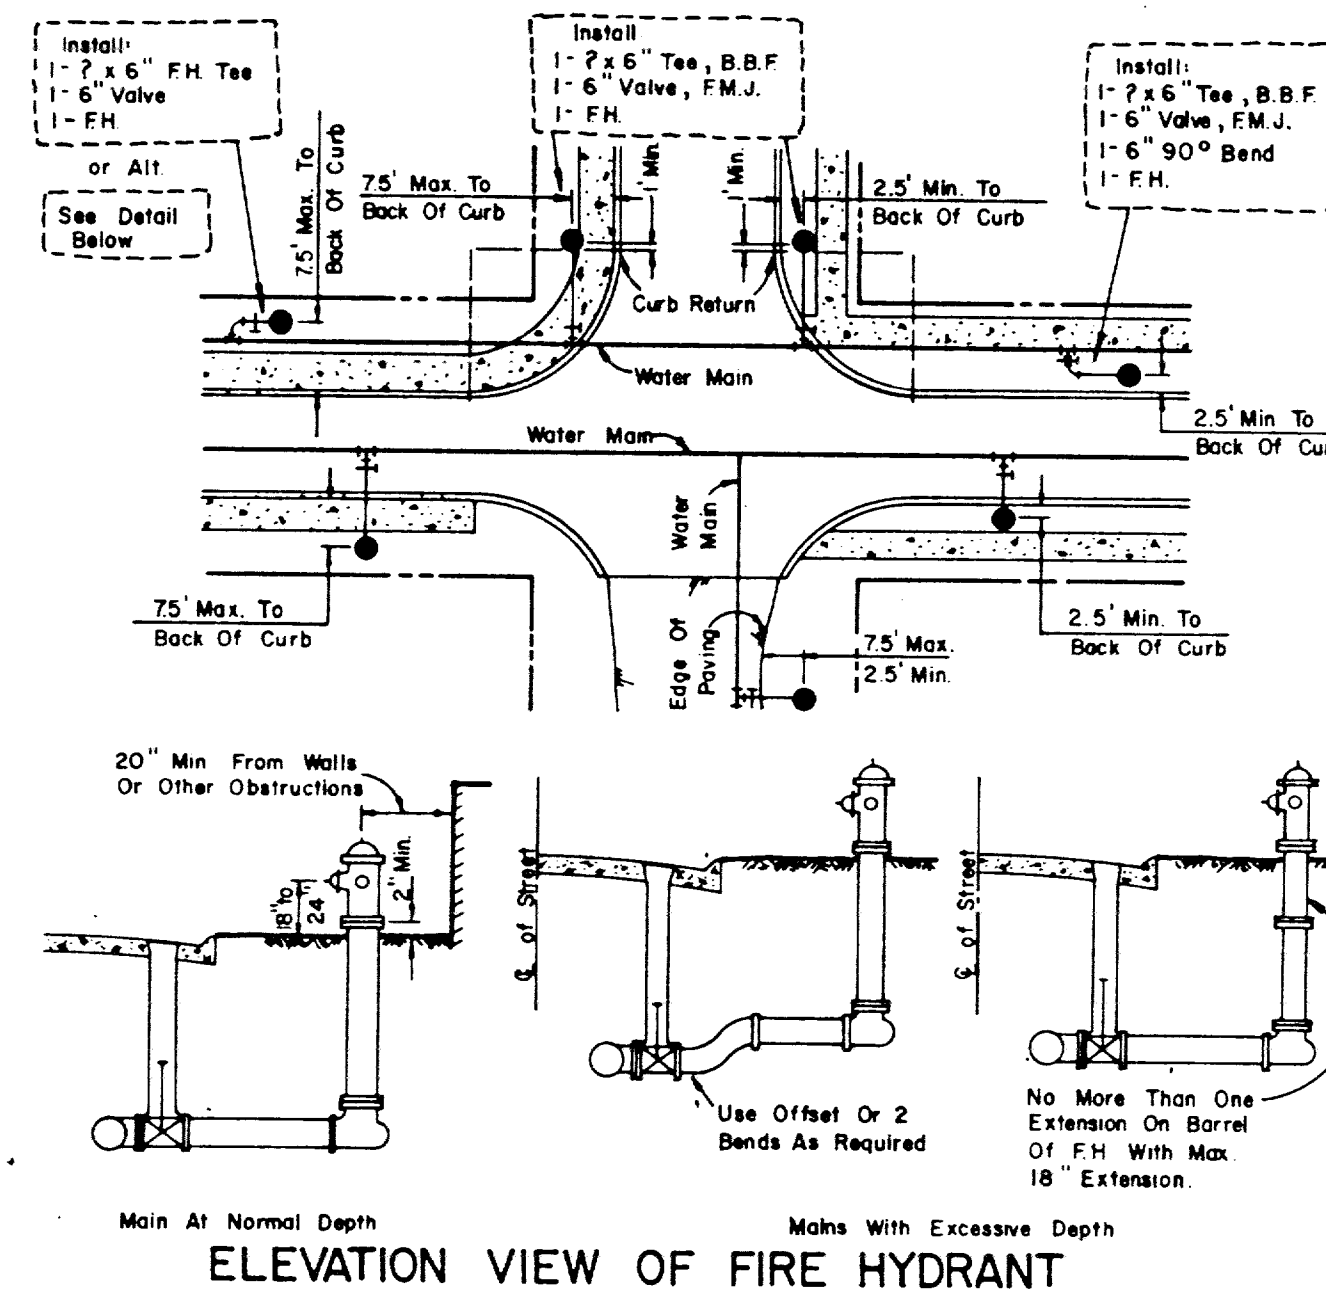 Install:
1- ? x 6" F.H. Tee
1- 6" Valve
1- F.H.
or Alt.
See Detail
Below
7.5' Max. To
Back Of Curb
Install
1- ? x 6" Tee, B.B.F.
1- 6" Valve, F.M.J.
1- F.H.
7.5' Max. To
Back Of Curb
1' Min.
1' Min.
2.5' Min. To
Back Of Curb
Install:
1- ? x 6" Tee, B.B.F.
1- 6" Valve, F.M.J.
1- 6" 90° Bend
1- F.H.
Curb Return
Water Main
Water Main
2.5' Min To
Back Of Cu
Water
Main
7.5' Max. To
Back Of Curb
Edge Of
Paving
7.5' Max.
2.5' Min.
2.5' Min. To
Back Of Curb
20" Min From Walls
Or Other Obstructions
18" to
24"
2" Min.
℄ of Street
℄ of Street
Use Offset Or 2
Bends As Required
No More Than One
Extension On Barrel
Of F.H With Max.
18" Extension.
Main At Normal Depth
Mains With Excessive Depth
ELEVATION VIEW OF FIRE HYDRANT